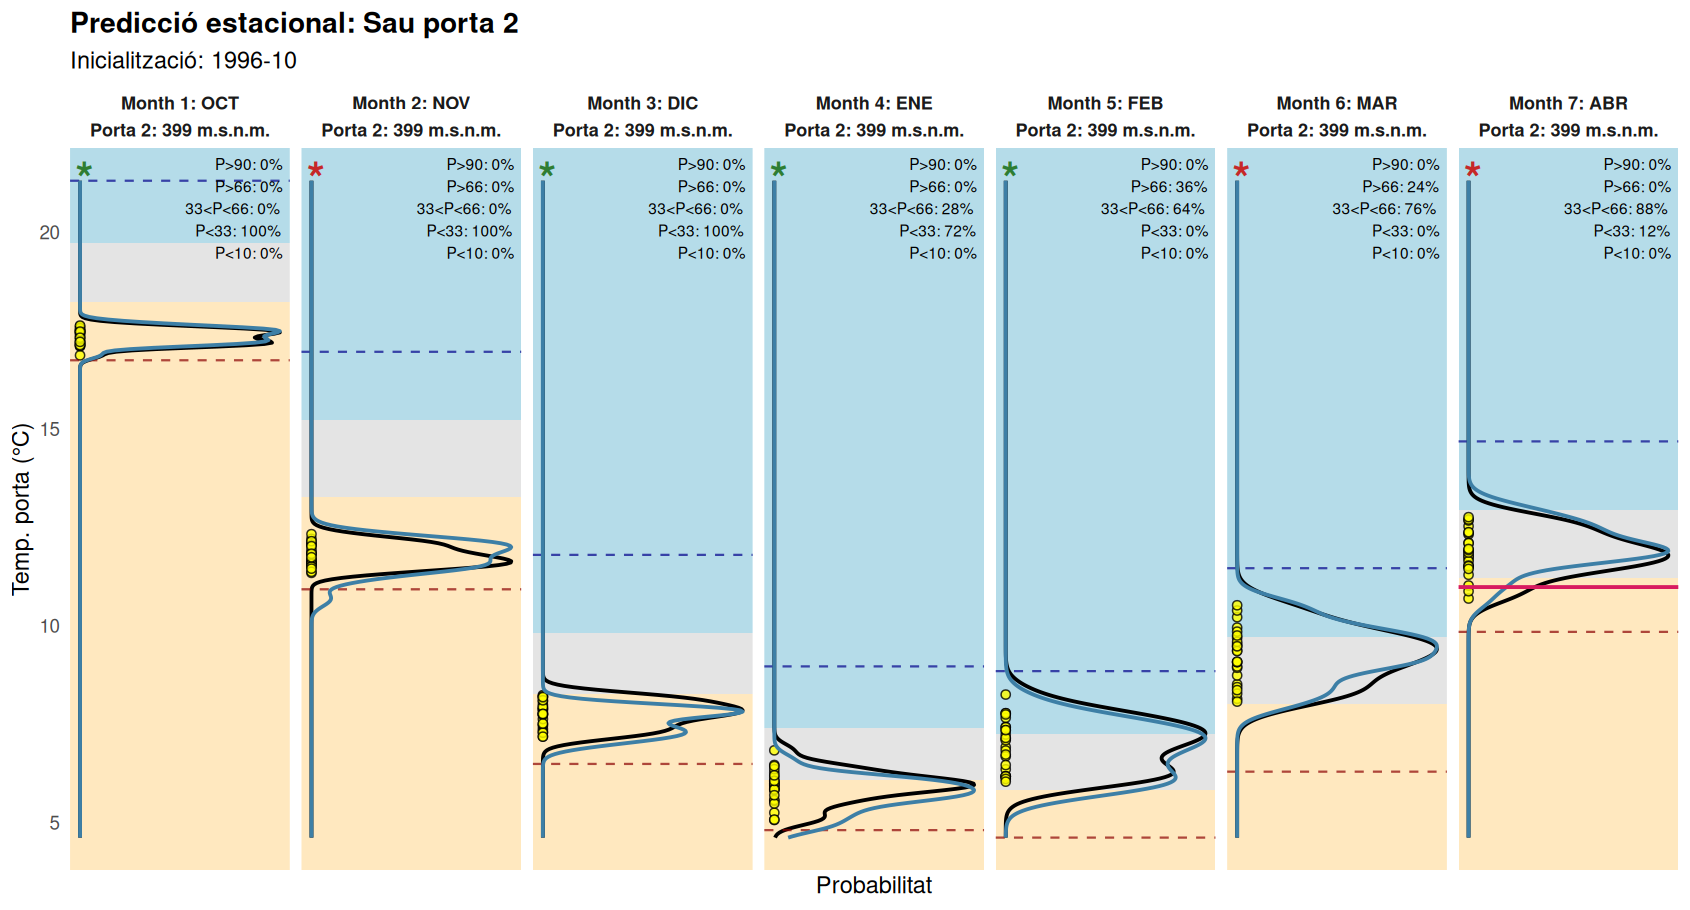 Predicció estacional: Sau porta 2
Inicialització: 1996-10
Month 1: OCT
Porta 2: 399 m.s.n.m.
Month 2: NOV
Porta 2: 399 m.s.n.m.
Month 3: DIC
Porta 2: 399 m.s.n.m.
Month 4: ENE
Porta 2: 399 m.s.n.m.
Month 5: FEB
Porta 2: 399 m.s.n.m.
Month 6: MAR
Porta 2: 399 m.s.n.m.
Month 7: ABR
Porta 2: 399 m.s.n.m.
*
P>90: 0%
P>66: 0%
33<P<66: 0%
P<33: 100%
P<10: 0%
*
P>90: 0%
P>66: 0%
33<P<66: 0%
P<33: 100%
P<10: 0%
*
P>90: 0%
P>66: 0%
33<P<66: 0%
P<33: 100%
P<10: 0%
*
P>90: 0%
P>66: 0%
33<P<66: 28%
P<33: 72%
P<10: 0%
*
P>90: 0%
P>66: 36%
33<P<66: 64%
P<33: 0%
P<10: 0%
*
P>90: 0%
P>66: 24%
33<P<66: 76%
P<33: 0%
P<10: 0%
*
P>90: 0%
P>66: 0%
33<P<66: 88%
P<33: 12%
P<10: 0%
20
15
10
5
Temp. porta (°C)
Probabilitat